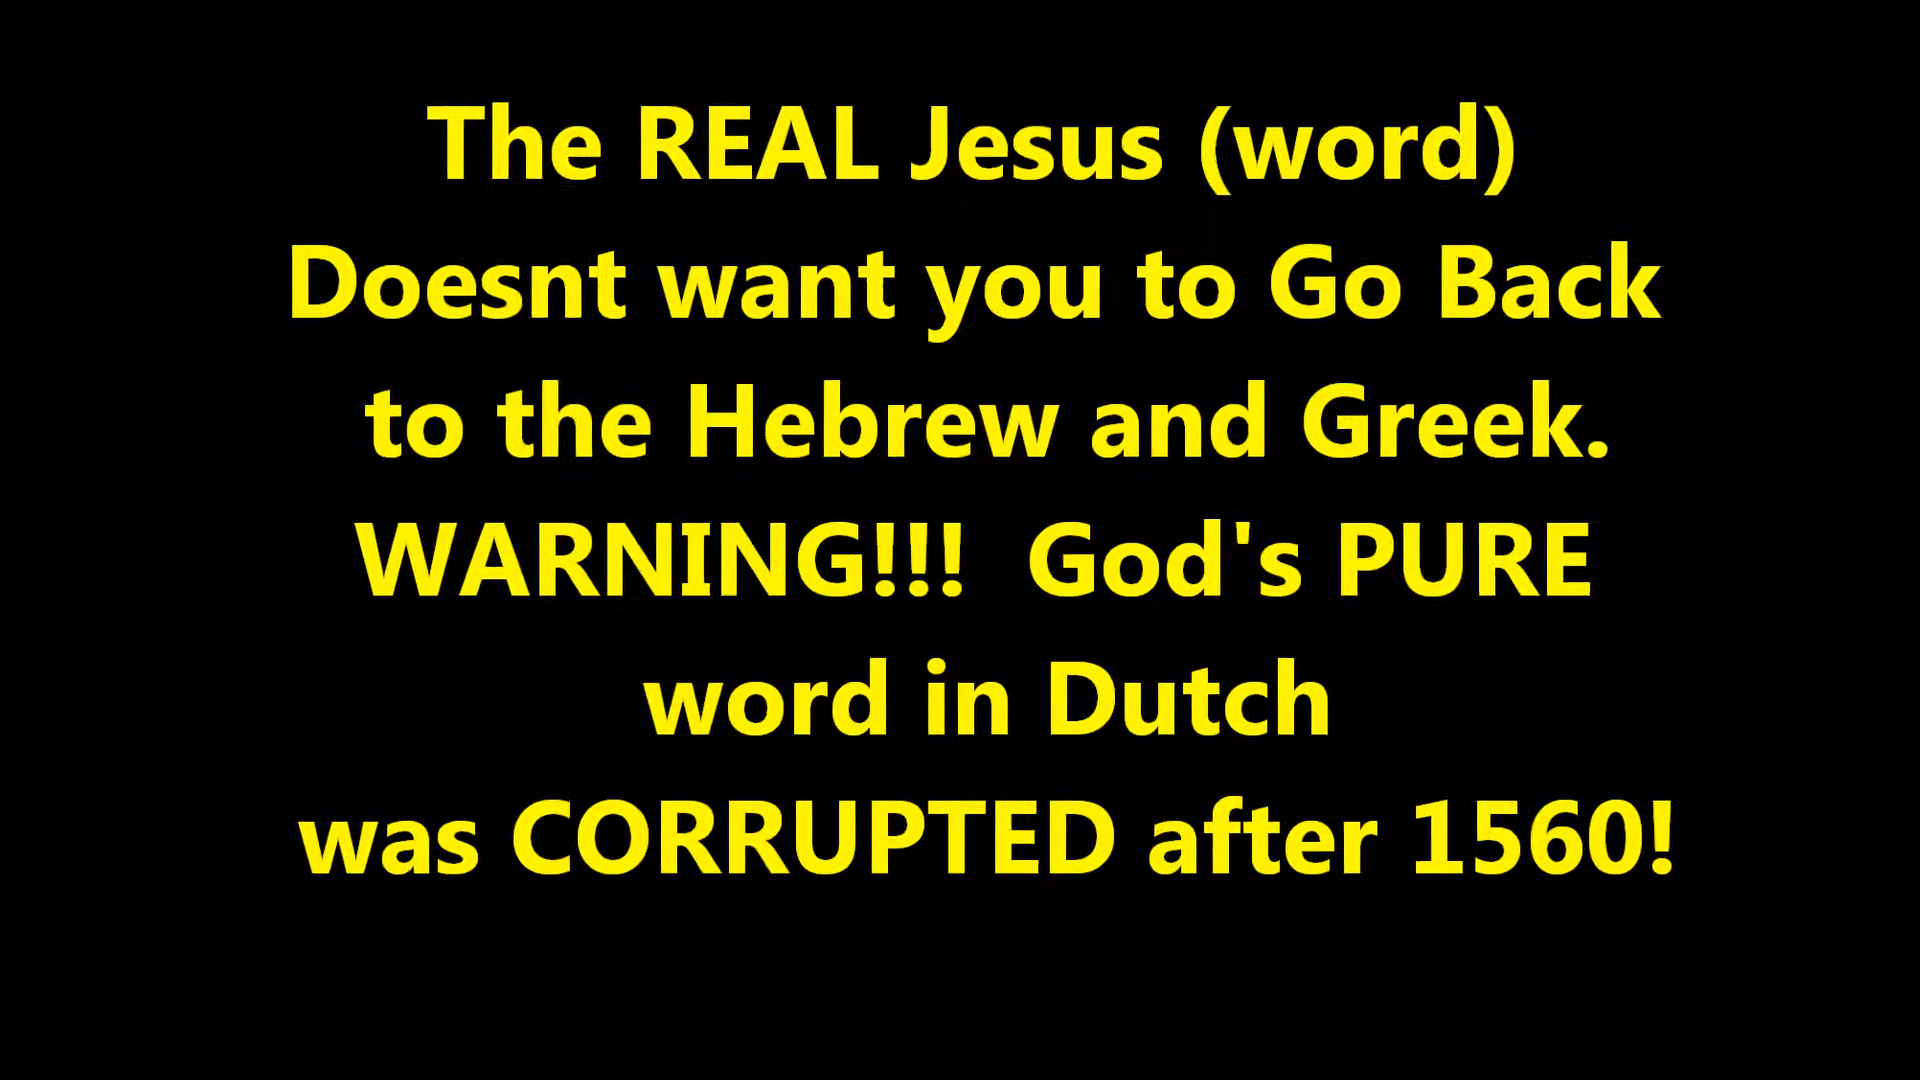 The REAL Jesus (word)
Doesnt want you to Go Back
to the Hebrew and Greek.
WARNING!!! God's PURE
word in Dutch
was CORRUPTED after 1560!